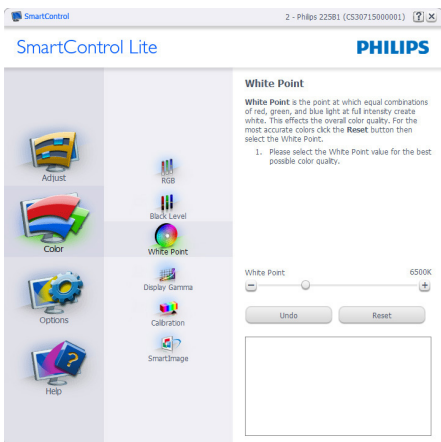 SmartControl
2 - Philips 225B1 (CS30715000001)
SmartControl Lite
PHILIPS
Adjust
Color
Options
Help
RGB
Black Level
White Point
Display Gamma
Calibration
SmartImage
White Point
White Point is the point at which equal combinations
of red, green, and blue light at full intensity create
white. This effects the overall color quality. For the
most accurate colors click the Reset button then
select the White Point.
1. Please select the White Point value for the best
possible color quality.
White Point 6500K
Undo Reset